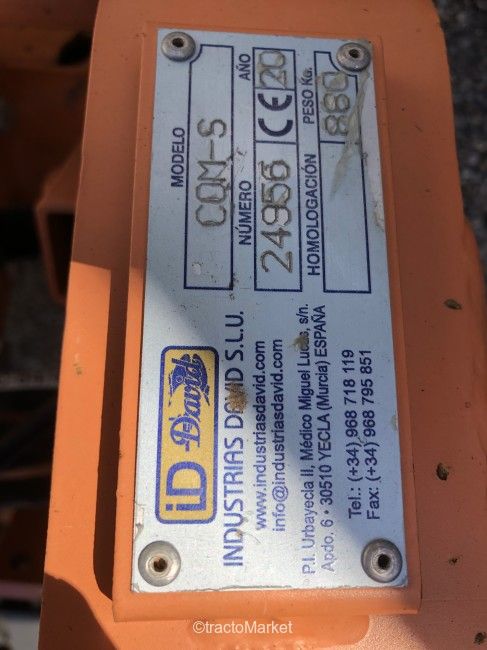 MODELO
CQM-S
NÚMERO AÑO
24956 CE 20
HOMOLOGACIÓN PESO Kg.
880
iD David
INDUSTRIAS DAVID S.L.U.
www.industriasdavid.com
info@industriasdavid.com
P.I. Urbayecla II, Médico Miguel Lucas, s/n.
Apdo. 6 • 30510 YECLA (Murcia) ESPAÑA
Tel.: (+34) 968 718 119
Fax: (+34) 968 795 851
©tractoMarket